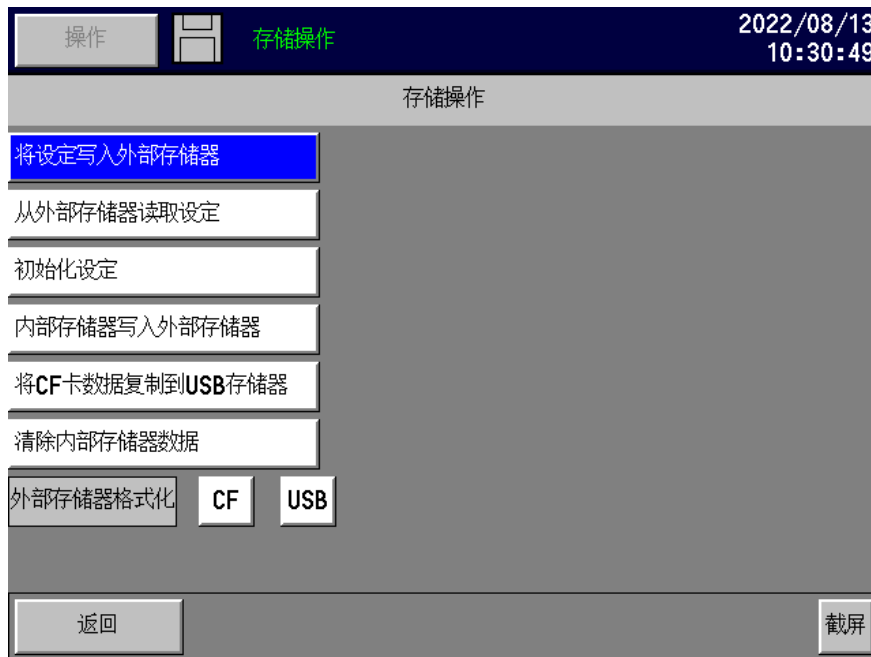 操作
存储操作
2022/08/13
10:30:49
存储操作
将设定写入外部存储器
从外部存储器读取设定
初始化设定
内部存储器写入外部存储器
将CF卡数据复制到USB存储器
清除内部存储器数据
外部存储器格式化 CF USB
返回
截屏